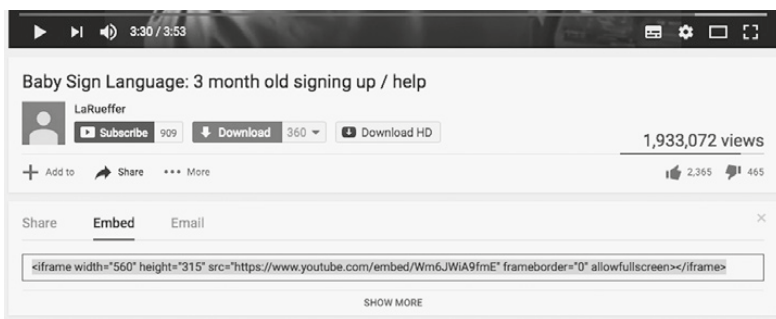 3:30 / 3:53
Baby Sign Language: 3 month old signing up / help
LaRueffer
Subscribe 909 Download 360 Download HD
1,933,072 views
Add to Share More 2,365 465
Share Embed Email
<iframe width="560" height="315" src="https://www.youtube.com/embed/Wm6JWiA9fmE" frameborder="0" allowfullscreen></iframe>
SHOW MORE